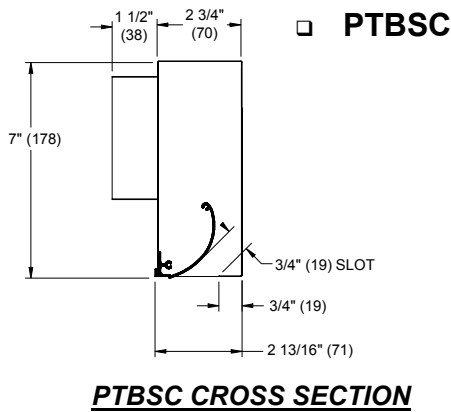 1 1/2" 2 3/4" ❑ PTBSC
(38) (70)
7" (178)
3/4" (19) SLOT
3/4" (19)
2 13/16" (71)
PTBSC CROSS SECTION